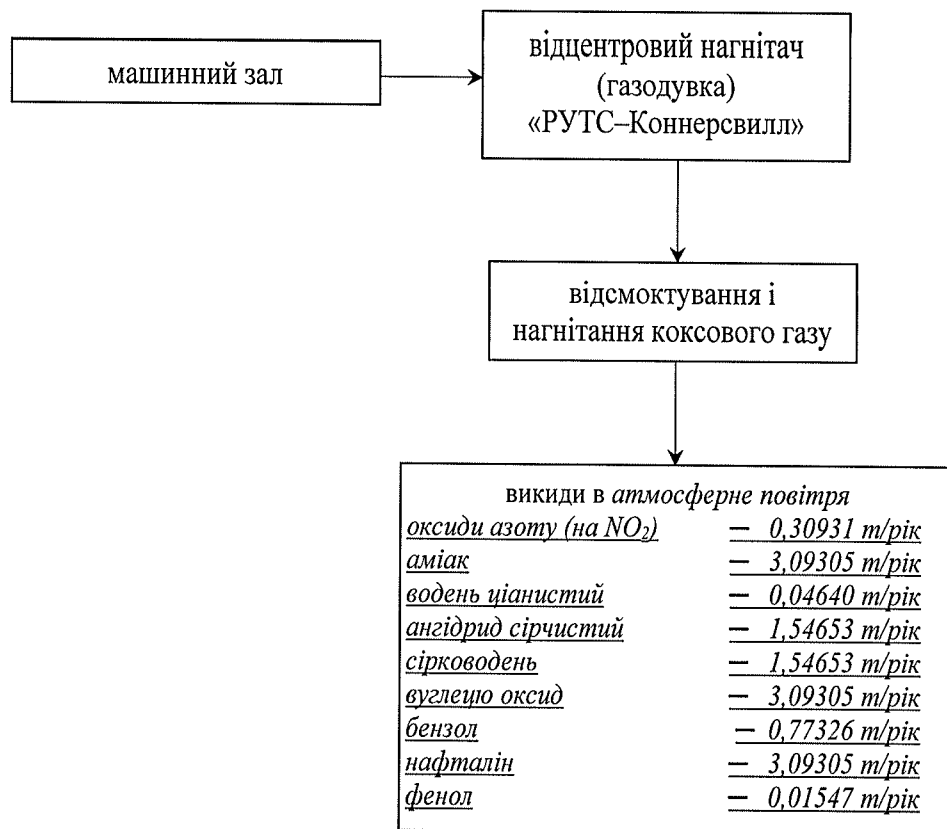 машинний зал
відцентровий нагнітач
(газодувка)
«РУТС–Коннерсвилл»
відсмоктування і
нагнітання коксового газу
викиди в атмосферне повітря
оксиди азоту (на NO₂) — 0,30931 т/рік
аміак — 3,09305 т/рік
водень ціанистий — 0,04640 т/рік
ангідрид сірчистий — 1,54653 т/рік
сірководень — 1,54653 т/рік
вуглецю оксид — 3,09305 т/рік
бензол — 0,77326 т/рік
нафталін — 3,09305 т/рік
фенол — 0,01547 т/рік